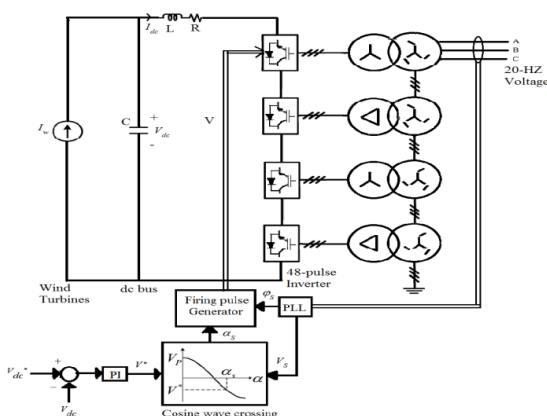 I_dc L R
A
B
C
20-HZ
Voltage
C + V_dc -
V
I_w
Wind
Turbines
dc bus
48-pulse
Inverter
Firing pulse
Generator
φ_S
PLL
α_S
V_S
V_dc* + -
PI
V*
V_P
V*
α_s
α
V_dc
Cosine wave crossing